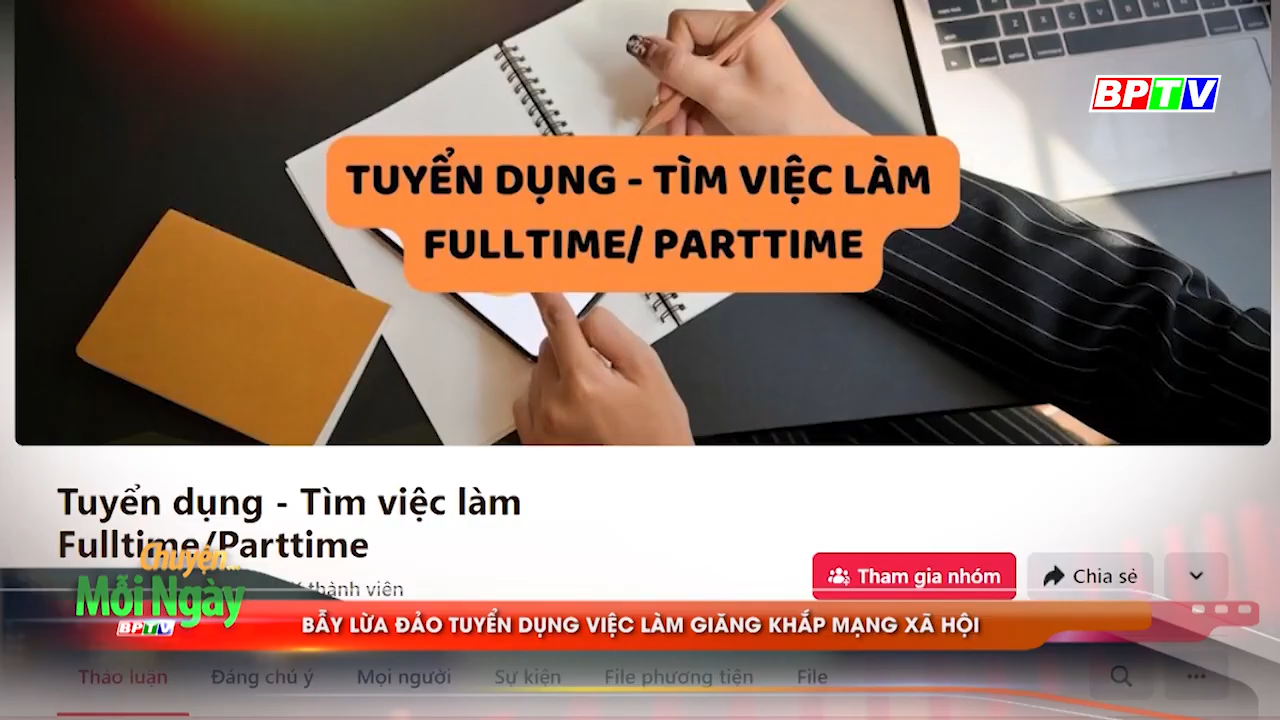 BPTV
TUYỂN DỤNG - TÌM VIỆC LÀM
FULLTIME/ PARTTIME
Tuyển dụng - Tìm việc làm
Fulltime/Parttime
thành viên
Tham gia nhóm
Chia sẻ
Chuyện...
Mỗi Ngày
BPTV
BẪY LỪA ĐẢO TUYỂN DỤNG VIỆC LÀM GIĂNG KHẮP MẠNG XÃ HỘI
Thảo luận Đáng chú ý Mọi người Sự kiện File phương tiện File